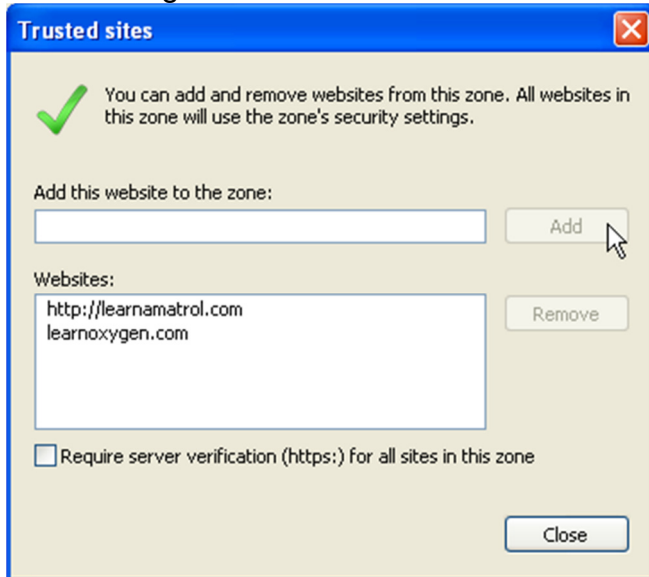 Trusted sites
You can add and remove websites from this zone. All websites in
this zone will use the zone's security settings.
Add this website to the zone:
Add
Websites:
http://learnamatrol.com
learnoxygen.com
Remove
Require server verification (https:) for all sites in this zone
Close